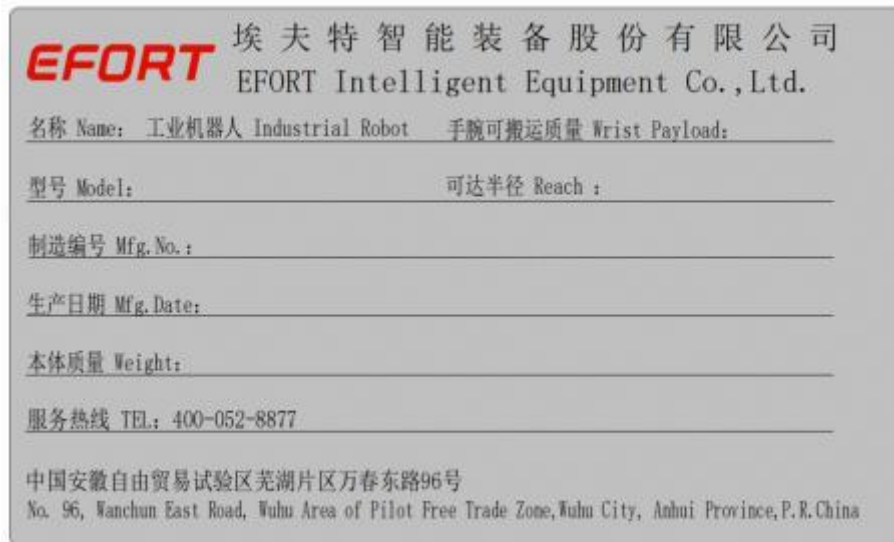 EFORT 埃夫特智能装备股份有限公司
EFORT Intelligent Equipment Co.,Ltd.
名称 Name: 工业机器人 Industrial Robot 手腕可搬运质量 Wrist Payload:
型号 Model: 可达半径 Reach :
制造编号 Mfg.No.:
生产日期 Mfg.Date:
本体质量 Weight:
服务热线 TEL: 400-052-8877
中国安徽自由贸易试验区芜湖片区万春东路96号
No. 96, Wanchun East Road, Wuhu Area of Pilot Free Trade Zone,Wuhu City, Anhui Province,P.R.China